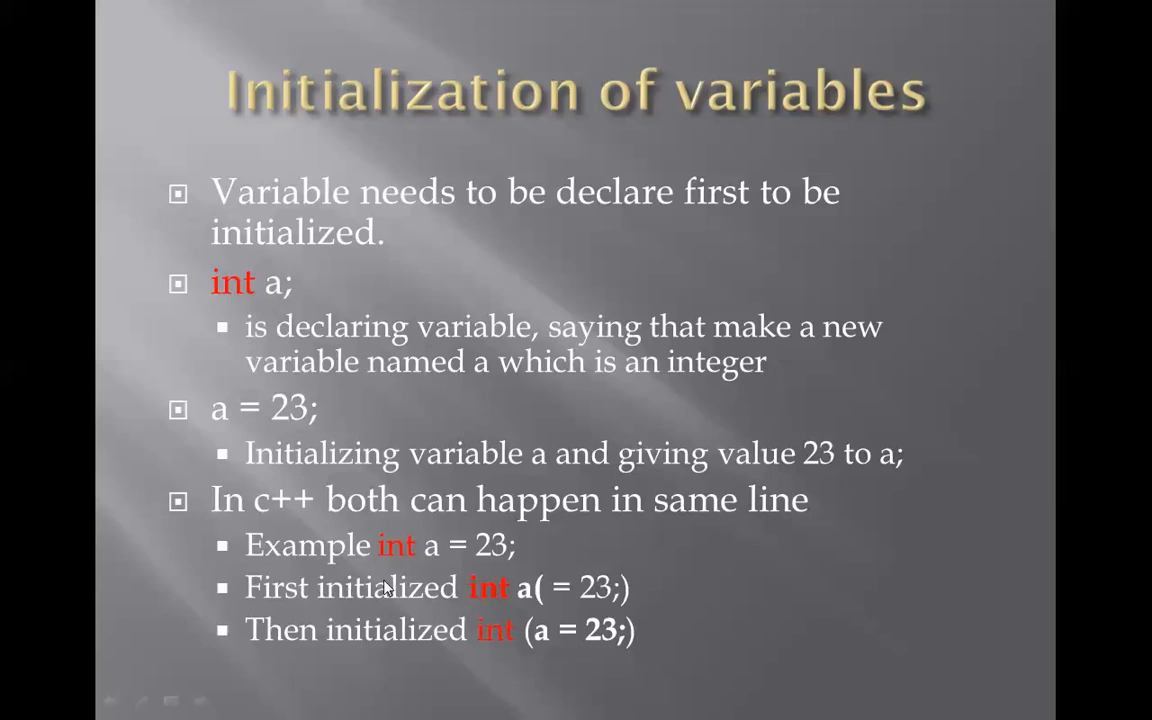 Initialization of variables
Variable needs to be declare first to be
initialized.
int a;
is declaring variable, saying that make a new
variable named a which is an integer
a = 23;
Initializing variable a and giving value 23 to a;
In c++ both can happen in same line
Example int a = 23;
First initialized int a( = 23;)
Then initialized int (a = 23;)